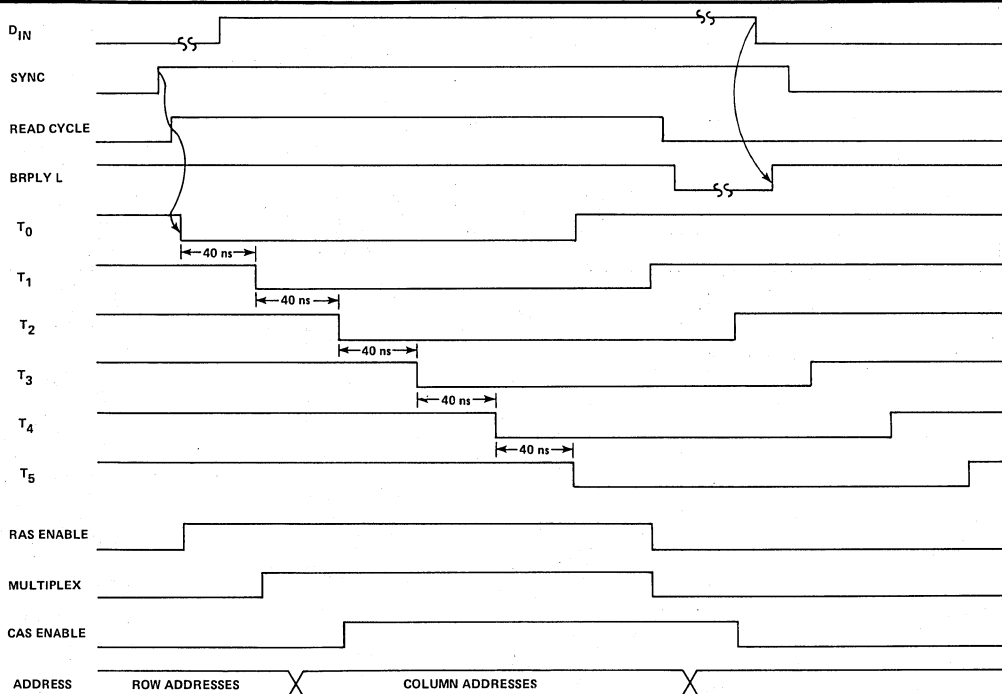 DIN
SYNC
READ CYCLE
BRPLY L
T0
40 ns
T1
40 ns
T2
40 ns
T3
40 ns
T4
40 ns
T5
RAS ENABLE
MULTIPLEX
CAS ENABLE
ADDRESS ROW ADDRESSES COLUMN ADDRESSES